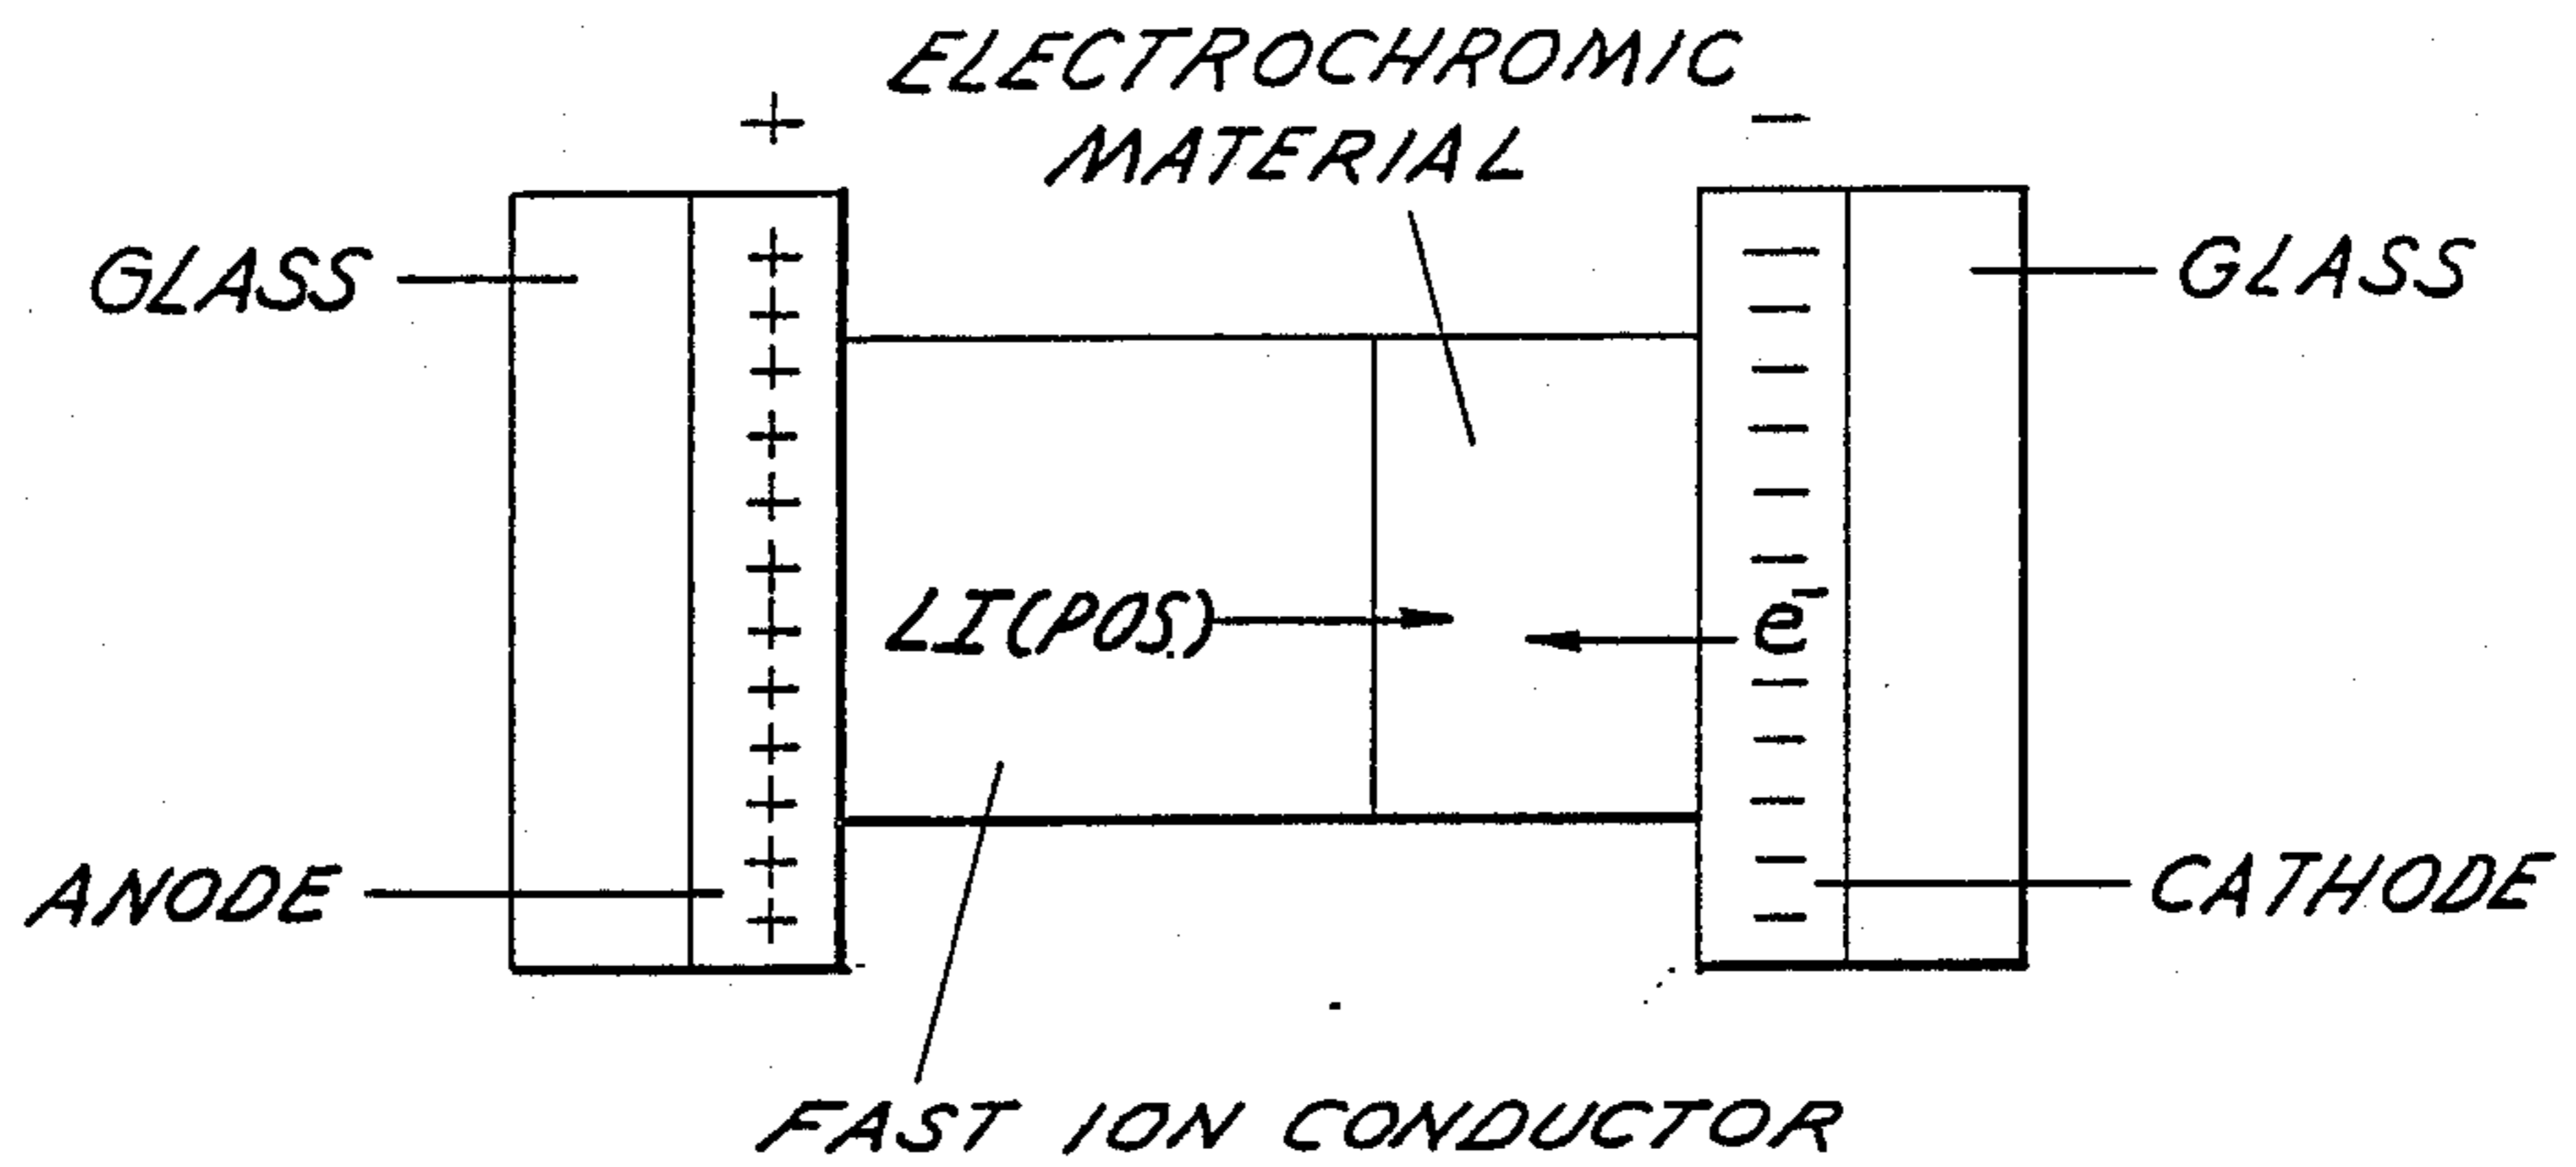 ELECTROCHROMIC
MATERIAL
+
−
GLASS
GLASS
LI(POS.)
e⁻
ANODE
CATHODE
FAST ION CONDUCTOR